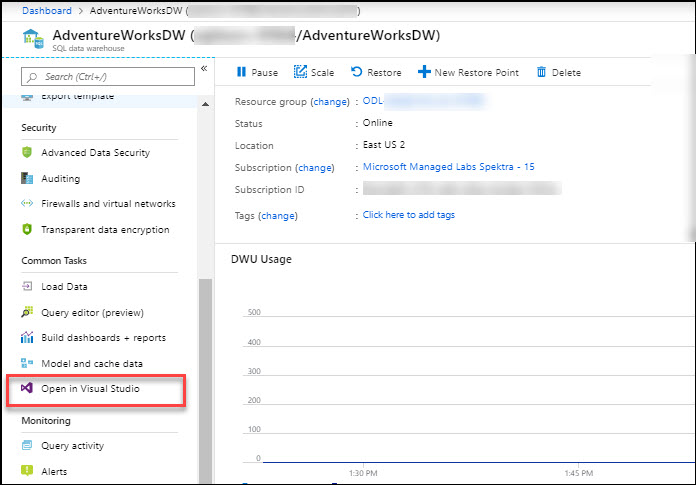 Dashboard > AdventureWorksDW (
AdventureWorksDW ( /AdventureWorksDW)
SQL data warehouse
Search (Ctrl+/)
«
Export template
Security
Advanced Data Security
Auditing
Firewalls and virtual networks
Transparent data encryption
Common Tasks
Load Data
Query editor (preview)
Build dashboards + reports
Model and cache data
Open in Visual Studio
Monitoring
Query activity
Alerts
Pause Scale Restore New Restore Point Delete
Resource group (change) : ODL-
Status : Online
Location : East US 2
Subscription (change) : Microsoft Managed Labs Spektra - 15
Subscription ID :
Tags (change) : Click here to add tags
DWU Usage
500
400
300
200
100
0
1:30 PM 1:45 PM